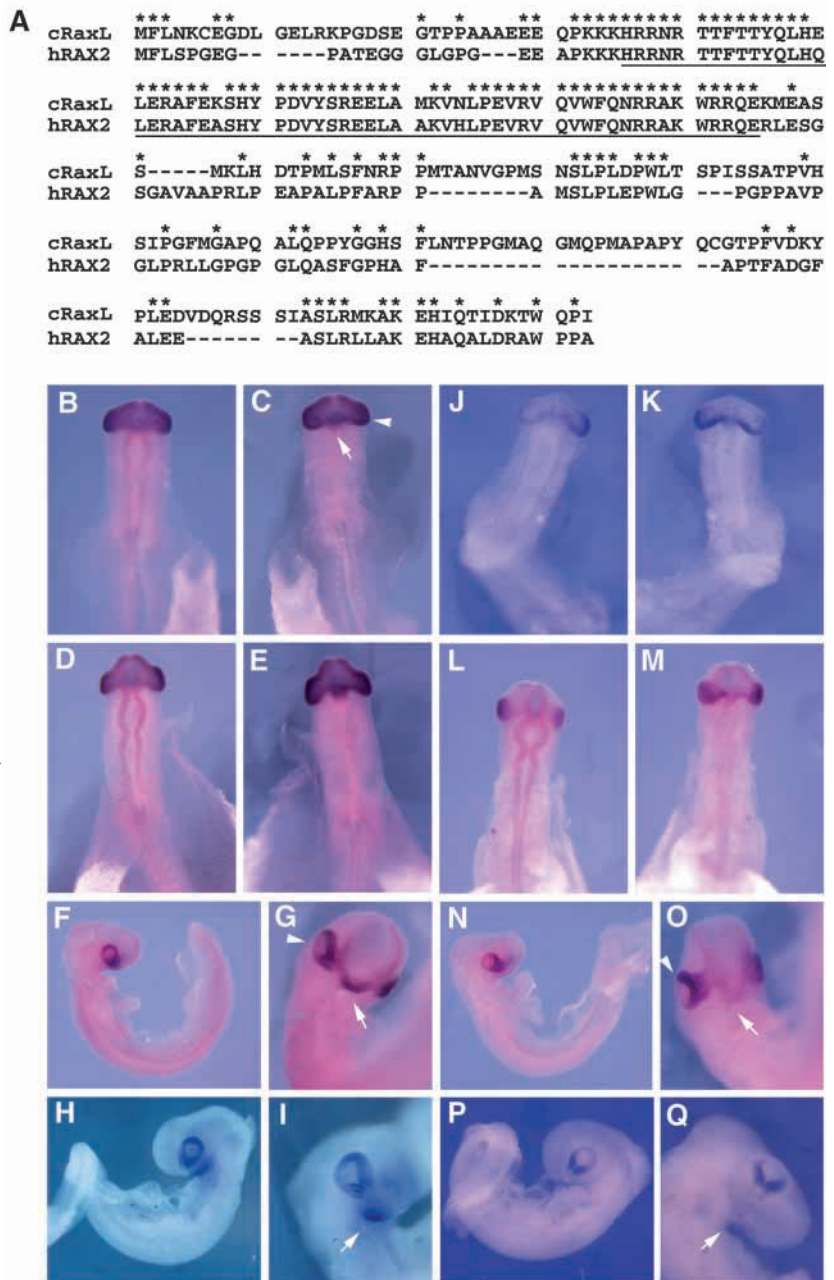 A
*** ** * * ** ******** **********
cRaxL MFLNKCEGDLG GELRKPGDSEG GTPPAAAEEE QPKKKHRRNR TTFTTYQLHE
hRAX2 MFLSPGEG-- ---- PATEGG GLGPG---EE APKKKHRRNR TTFTTYQLHQ
****** *** ********** ** ******* ********** *****  *
cRaxL LERAFEKSHY PDVYSREELA MKVNLPEVRV QVWFQNRRAK WRRQEKMEAS
hRAX2 LERAFEASHY PDVYSREELA AKVHLPEVRV QVWFQNRRAK WRRQERLESG
* * * * ** * **** *** *
cRaxL S-----MKLH DTPMLSFNRP PMTANVGPMS NSLPLDPWLT SPISSATPVH
hRAX2 SGAVAAPRLP EAPALPFARP P--------A MSLPLEPWLG ---PGPPAVP
* * ** * * * * *
cRaxL SIPGFMGAPQ ALQPPYGGHS FLNTPPGMAQ GMQPMAPAPY QCGTPFVDKY
hRAX2 GLPRLLGPGP GLQASFGPHA F--------- ---------- --APTFADGF
** **** ** ** * * * *
cRaxL PLEDVDQRSS SIASLRMKAK EHIQTIDKTW QPI
hRAX2 ALEE------ --ASLRLLAK EHAQALDRAW PPA
B
C
J
K
D
E
L
M
F
G
N
O
H
I
P
Q